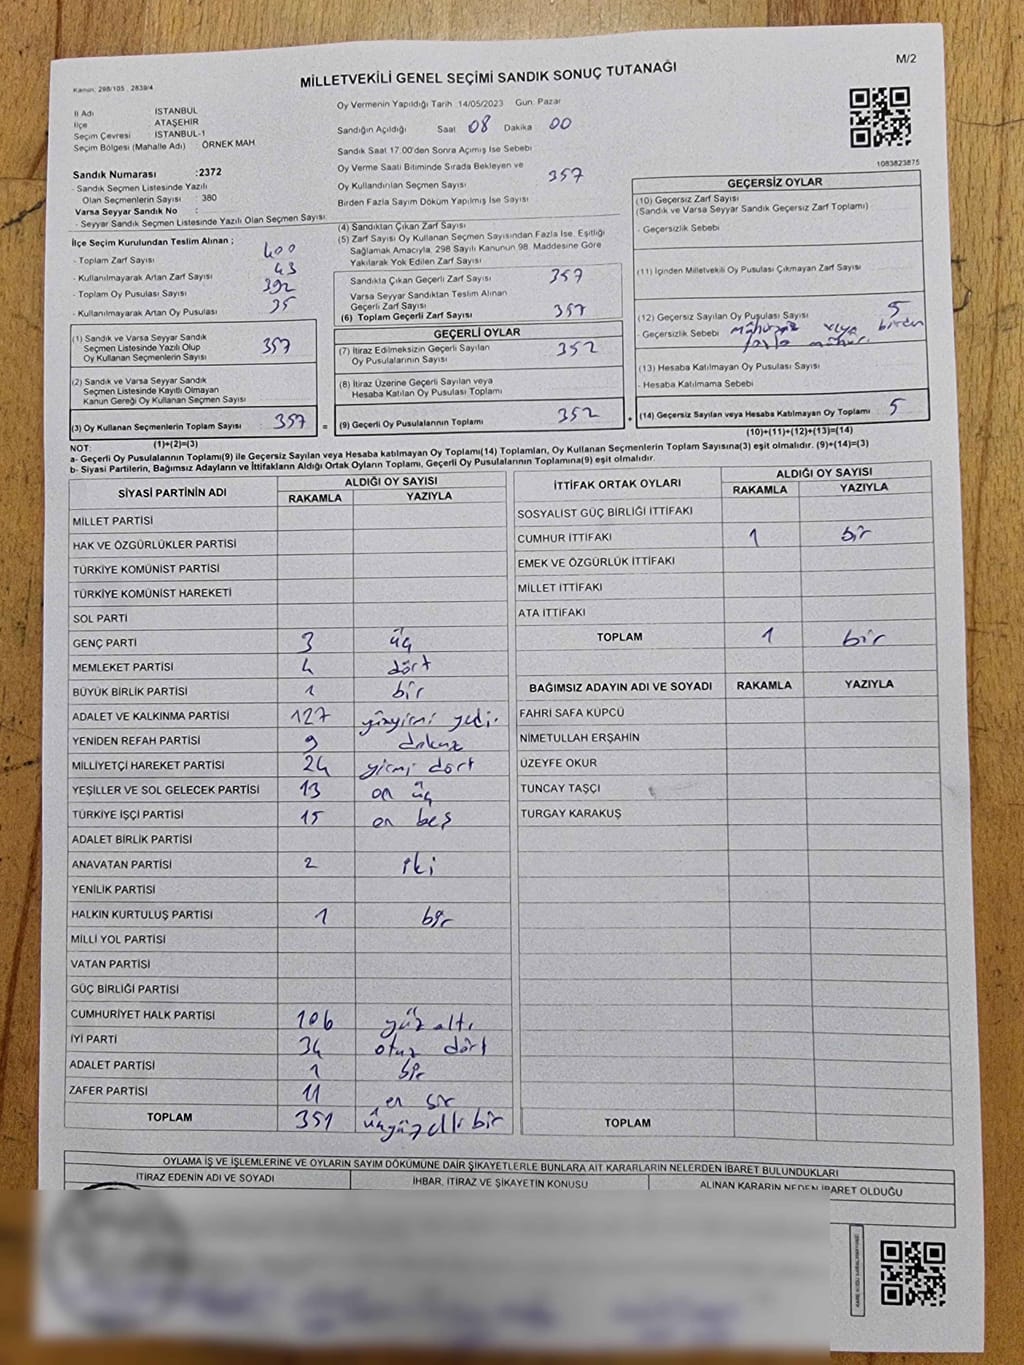 M/2
MİLLETVEKİLİ GENEL SEÇİMİ SANDIK SONUÇ TUTANAĞI
Kanun: 298/105 , 2839/4
İl Adı İSTANBUL
İlçe ATAŞEHİR
Seçim Çevresi İSTANBUL-1
Seçim Bölgesi (Mahalle Adı) : ÖRNEK MAH
Sandık Numarası :2372
- Sandık Seçmen Listesinde Yazılı
Olan Seçmenlerin Sayısı : 380
Varsa Seyyar Sandık No :
- Seyyar Sandık Seçmen Listesinde Yazılı Olan Seçmen Sayısı:
İlçe Seçim Kurulundan Teslim Alınan ;
- Toplam Zarf Sayısı 400
- Kullanılmayarak Artan Zarf Sayısı 43
- Toplam Oy Pusulası Sayısı 392
- Kullanılmayarak Artan Oy Pusulası 35
(1) Sandık ve Varsa Seyyar Sandık
Seçmen Listesinde Yazılı Olup
Oy Kullanan Seçmenlerin Sayısı 357
(2) Sandık ve Varsa Seyyar Sandık
Seçmen Listesinde Kayıtlı Olmayan
Kanun Gereği Oy Kullanan Seçmen Sayısı
(3) Oy Kullanan Seçmenlerin Toplam Sayısı : 357 =
(1)+(2)=(3)
Oy Vermenin Yapıldığı Tarih :14/05/2023 Gün: Pazar
Sandığın Açıldığı Saat 08 Dakika 00
Sandık Saat 17:00'den Sonra Açılmış İse Sebebi
Oy Verme Saati Bitiminde Sırada Bekleyen ve
Oy Kullandırılan Seçmen Sayısı 357
Birden Fazla Sayım Döküm Yapılmış İse Sayısı
(4) Sandıktan Çıkan Zarf Sayısı
(5) Zarf Sayısı Oy Kullanan Seçmen Sayısından Fazla İse, Eşitliği
Sağlamak Amacıyla, 298 Sayılı Kanunun 98. Maddesine Göre
Yakılarak Yok Edilen Zarf Sayısı
Sandıkta Çıkan Geçerli Zarf Sayısı 357
Varsa Seyyar Sandıktan Teslim Alınan
Geçerli Zarf Sayısı
(6) Toplam Geçerli Zarf Sayısı 357
GEÇERLİ OYLAR
(7) İtiraz Edilmeksizin Geçerli Sayılan
Oy Pusulalarının Sayısı 352
(8) İtiraz Üzerine Geçerli Sayılan veya
Hesaba Katılan Oy Pusulası Toplamı
(9) Geçerli Oy Pusulalarının Toplamı 352 +
1083823875
GEÇERSİZ OYLAR
(10) Geçersiz Zarf Sayısı
(Sandık ve Varsa Seyyar Sandık Geçersiz Zarf Toplamı)
- Geçersizlik Sebebi
(11) İçinden Milletvekili Oy Pusulası Çıkmayan Zarf Sayısı
(12) Geçersiz Sayılan Oy Pusulası Sayısı 5
- Geçersizlik Sebebi mühürsüz veya birden
fazla mühür.
(13) Hesaba Katılmayan Oy Pusulası Sayısı
- Hesaba Katılmama Sebebi
(14) Geçersiz Sayılan veya Hesaba Katılmayan Oy Toplamı 5
(10)+(11)+(12)+(13)=(14)
NOT:
a- Geçerli Oy Pusulalarının Toplamı(9) ile Geçersiz Sayılan veya Hesaba katılmayan Oy Toplamı(14) Toplamları, Oy Kullanan Seçmenlerin Toplam Sayısına(3) eşit olmalıdır. (9)+(14)=(3)
b- Siyasi Partilerin, Bağımsız Adayların ve İttifakların Aldığı Ortak Oyların Toplamı, Geçerli Oy Pusulalarının Toplamına(9) eşit olmalıdır.
SİYASİ PARTİNİN ADI ALDIĞI OY SAYISI
RAKAMLA YAZIYLA
MİLLET PARTİSİ
HAK VE ÖZGÜRLÜKLER PARTİSİ
TÜRKİYE KOMÜNİST PARTİSİ
TÜRKİYE KOMÜNİST HAREKETİ
SOL PARTİ
GENÇ PARTİ 3 üç
MEMLEKET PARTİSİ 4 dört
BÜYÜK BİRLİK PARTİSİ 1 bir
ADALET VE KALKINMA PARTİSİ 127 yüzyirmi yedi.
YENİDEN REFAH PARTİSİ 9 dokuz
MİLLİYETÇİ HAREKET PARTİSİ 24 yirmi dört
YEŞİLLER VE SOL GELECEK PARTİSİ 13 on üç
TÜRKİYE İŞÇİ PARTİSİ 15 on beş
ADALET BİRLİK PARTİSİ
ANAVATAN PARTİSİ 2 iki
YENİLİK PARTİSİ
HALKIN KURTULUŞ PARTİSİ 1 bir
MİLLİ YOL PARTİSİ
VATAN PARTİSİ
GÜÇ BİRLİĞİ PARTİSİ
CUMHURİYET HALK PARTİSİ 106 yüz altı
İYİ PARTİ 34 otuz dört
ADALET PARTİSİ 1 bir
ZAFER PARTİSİ 11 on bir
TOPLAM 351 üçyüz elli bir
İTTİFAK ORTAK OYLARI ALDIĞI OY SAYISI
RAKAMLA YAZIYLA
SOSYALİST GÜÇ BİRLİĞİ İTTİFAKI
CUMHUR İTTİFAKI 1 bir
EMEK VE ÖZGÜRLÜK İTTİFAKI
MİLLET İTTİFAKI
ATA İTTİFAKI
TOPLAM 1 bir
BAĞIMSIZ ADAYIN ADI VE SOYADI RAKAMLA YAZIYLA
FAHRİ SAFA KÜPCÜ
NİMETULLAH ERŞAHİN
ÜZEYFE OKUR
TUNCAY TAŞÇI
TURGAY KARAKUŞ
TOPLAM
OYLAMA İŞ VE İŞLEMLERİNE VE OYLARIN SAYIM DÖKÜMÜNE DAİR ŞİKAYETLERLE BUNLARA AİT KARARLARIN NELERDEN İBARET BULUNDUKLARI
İTİRAZ EDENİN ADI VE SOYADI İHBAR, İTİRAZ VE ŞİKAYETİN KONUSU ALINAN KARARIN NEDEN İBARET OLDUĞU